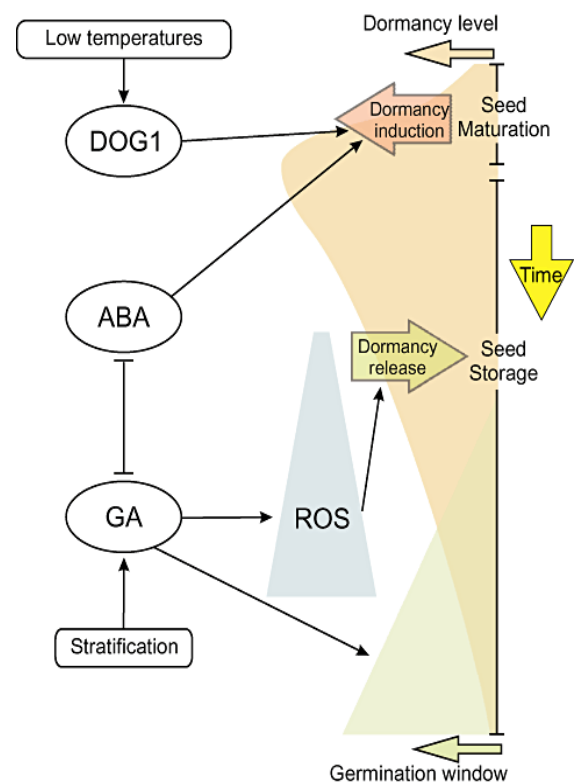 Low temperatures
Dormancy level
DOG1
Dormancy
induction
Seed
Maturation
Time
ABA
Dormancy
release
Seed
Storage
GA
ROS
Stratification
Germination window